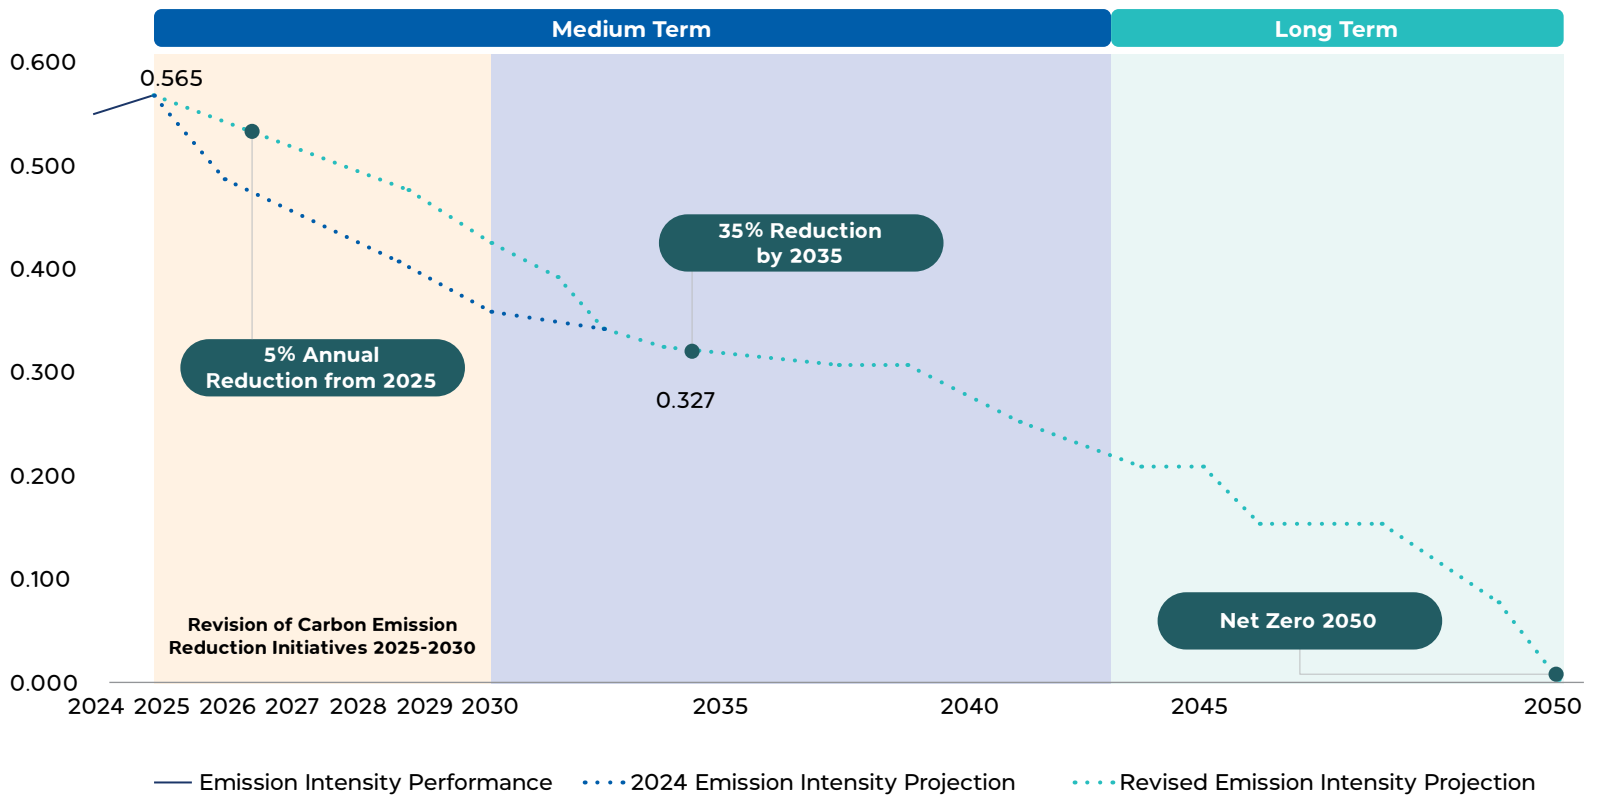 Medium Term
Long Term
0.600
0.565
0.500
35% Reduction
by 2035
0.400
5% Annual
Reduction from 2025
0.300
0.327
0.200
0.100
Net Zero 2050
Revision of Carbon Emission
Reduction Initiatives 2025-2030
0.000
2024 2025 2026 2027 2028 2029 2030 2035 2040 2045 2050
Emission Intensity Performance 2024 Emission Intensity Projection Revised Emission Intensity Projection